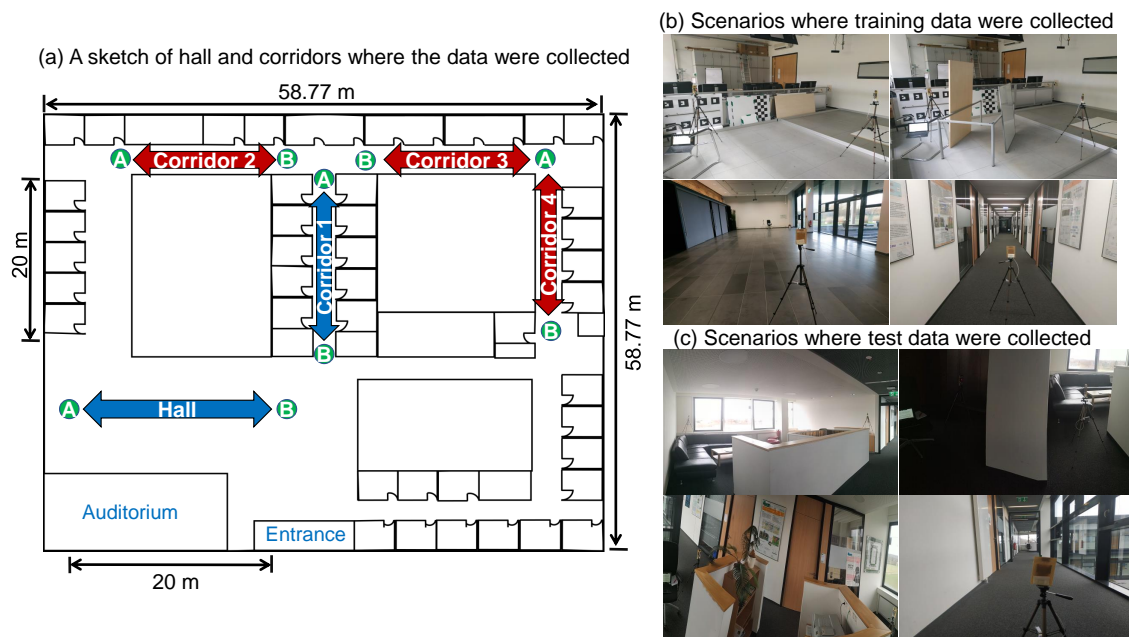 (a) A sketch of hall and corridors where the data were collected
58.77 m
A Corridor 2 B
B Corridor 3 A
A
Corridor 1
B
Corridor 4
B
20 m
58.77 m
A Hall B
Auditorium
Entrance
20 m
(b) Scenarios where training data were collected
(c) Scenarios where test data were collected